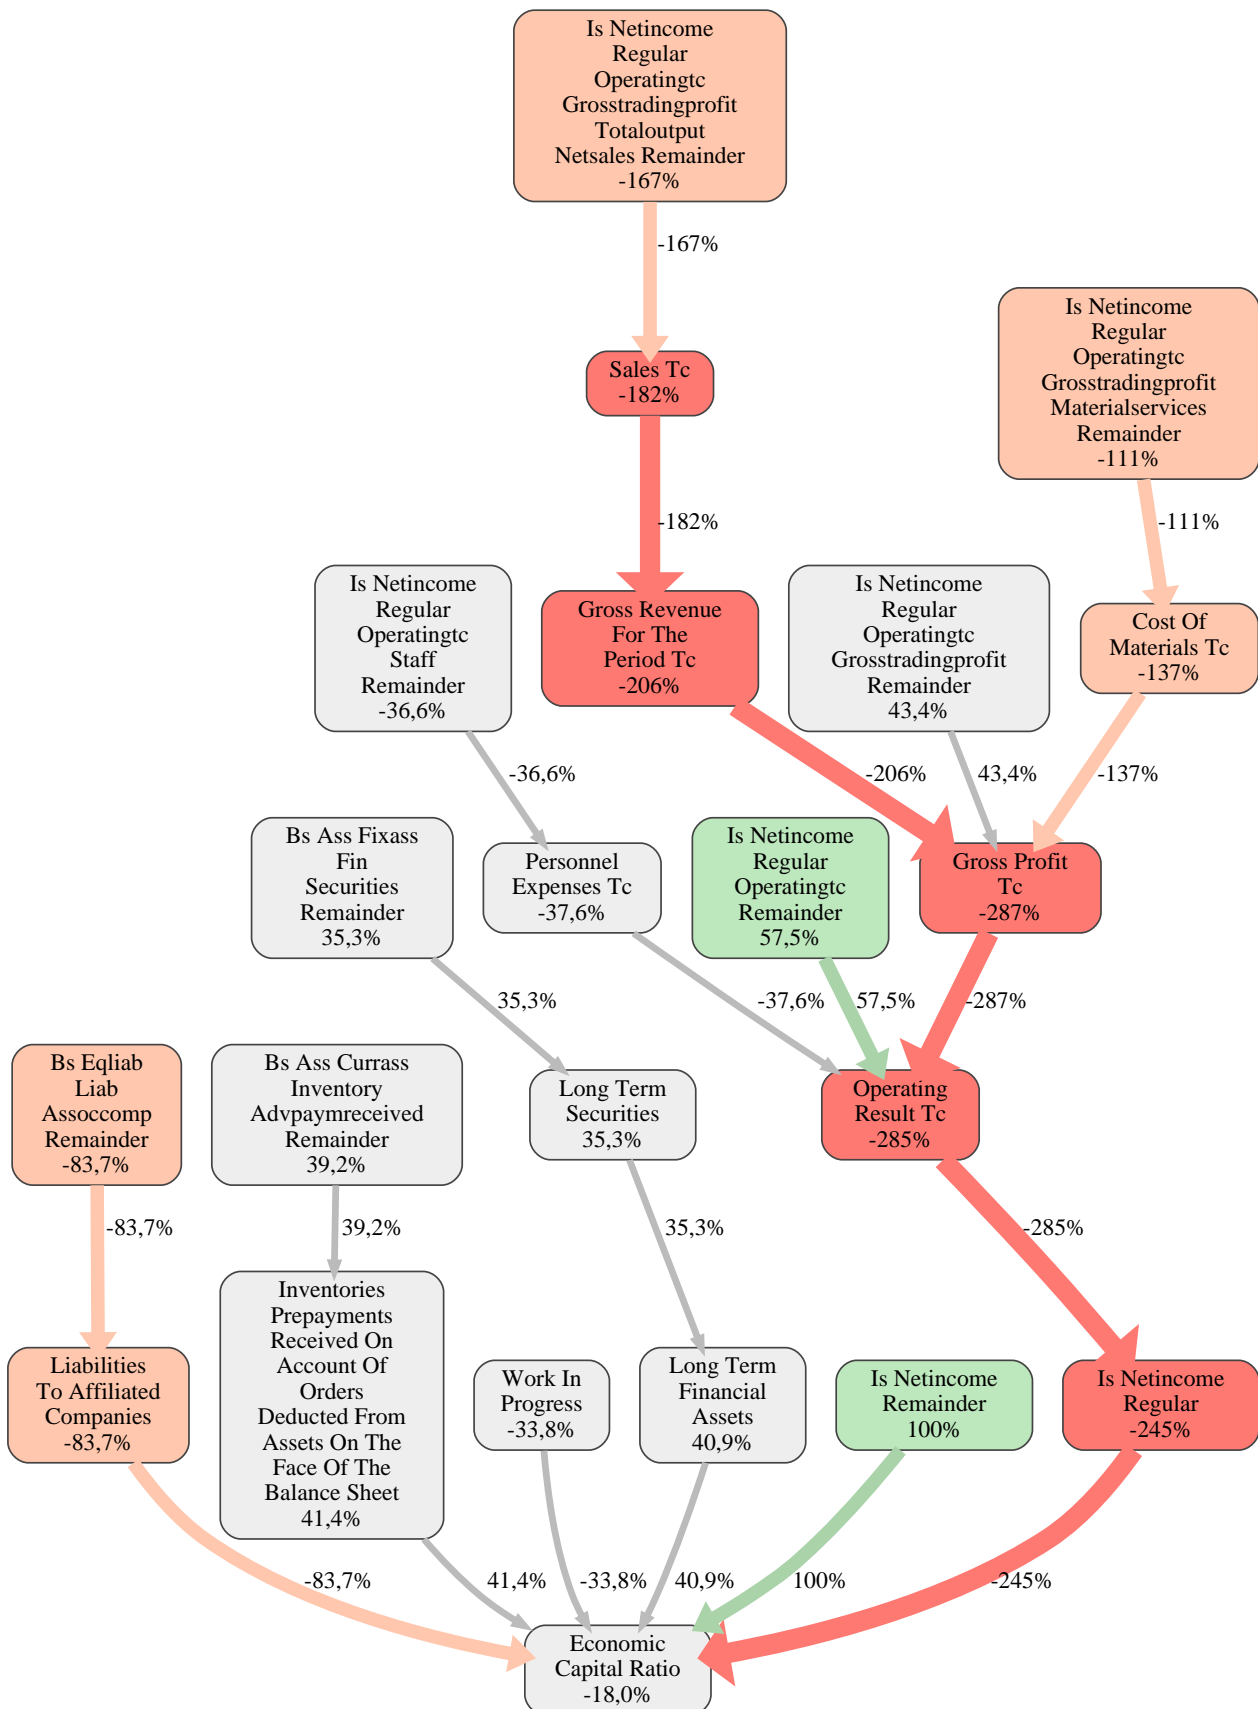 Is Netincome
Regular
Operatingtc
Grosstradingprofit
Totaloutput
Netsales Remainder
-167%
-167%
Is Netincome
Regular
Operatingtc
Grosstradingprofit
Materialservices
Remainder
-111%
Sales Tc
-182%
-182%
-111%
Is Netincome
Regular
Operatingtc
Staff
Remainder
-36,6%
Gross Revenue
For The
Period Tc
-206%
Is Netincome
Regular
Operatingtc
Grosstradingprofit
Remainder
43,4%
Cost Of
Materials Tc
-137%
-36,6%
-206%
43,4%
-137%
Bs Ass Fixass
Fin
Securities
Remainder
35,3%
Personnel
Expenses Tc
-37,6%
Is Netincome
Regular
Operatingtc
Remainder
57,5%
Gross Profit
Tc
-287%
35,3%
-37,6%
57,5%
-287%
Bs Eqliab
Liab
Assoccomp
Remainder
-83,7%
Bs Ass Currass
Inventory
Advpaymreceived
Remainder
39,2%
Long Term
Securities
35,3%
Operating
Result Tc
-285%
-83,7%
39,2%
35,3%
-285%
Liabilities
To Affiliated
Companies
-83,7%
Inventories
Prepayments
Received On
Account Of
Orders
Deducted From
Assets On The
Face Of The
Balance Sheet
41,4%
Work In
Progress
-33,8%
Long Term
Financial
Assets
40,9%
Is Netincome
Remainder
100%
Is Netincome
Regular
-245%
-83,7%
41,4%
-33,8%
40,9%
100%
-245%
Economic
Capital Ratio
-18,0%